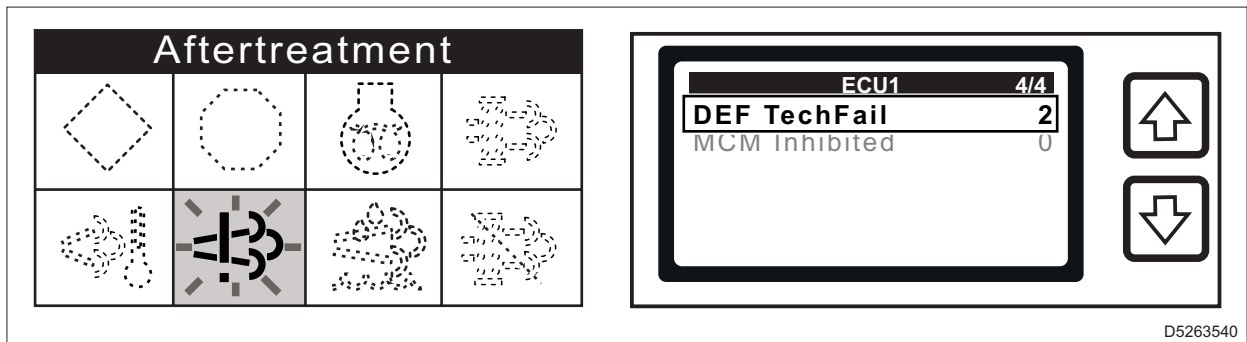 Aftertreatment
ECU1 4/4
DEF TechFail 2
MCM Inhibited 0
D5263540